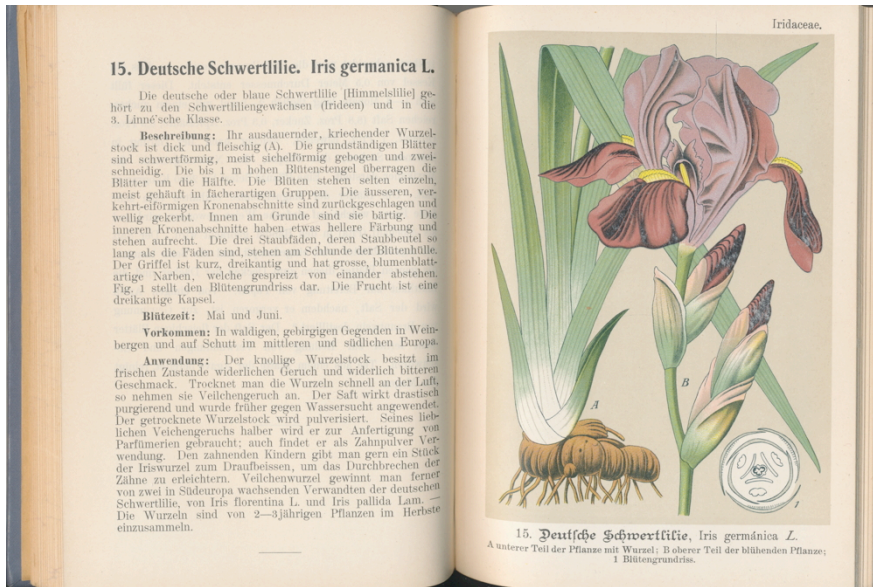 15. Deutsche Schwertlilie. Iris germanica L.
Die deutsche oder blaue Schwertlilie [Himmelslilie] ge-
hört zu den Schwertliliengewächsen (Irideen) und in die
3. Linné'sche Klasse.
Beschreibung: Ihr ausdauernder, kriechender Wurzel-
stock ist dick und fleischig (A). Die grundständigen Blätter
sind schwertförmig, meist sichelförmig gebogen und zwei-
schneidig. Die bis 1 m hohen Blütenstengel überragen die
Blätter um die Hälfte. Die Blüten stehen selten einzeln,
meist gehäuft in fächerartigen Gruppen. Die äusseren, ver-
kehrt-eiförmigen Kronenabschnitte sind zurückgeschlagen und
wellig gekerbt. Innen am Grunde sind sie bärtig. Die
inneren Kronenabschnitte haben etwas hellere Färbung und
stehen aufrecht. Die drei Staubfäden, deren Staubbeutel so
lang als die Fäden sind, stehen am Schlunde der Blütenhülle.
Der Griffel ist kurz, dreikantig und hat grosse, blumenblatt-
artige Narben, welche gespreizt von einander abstehen.
Fig. 1 stellt den Blütengrundriss dar. Die Frucht ist eine
dreikantige Kapsel.
Blütezeit: Mai und Juni.
Vorkommen: In waldigen, gebirgigen Gegenden in Wein-
bergen und auf Schutt im mittleren und südlichen Europa.
Anwendung: Der knollige Wurzelstock besitzt im
frischen Zustande widerlichen Geruch und widerlich bitteren
Geschmack. Trocknet man die Wurzeln schnell an der Luft,
so nehmen sie Veilchengeruch an. Der Saft wirkt drastisch
purgierend und wurde früher gegen Wassersucht angewendet.
Der getrocknete Wurzelstock wird pulverisiert. Seines lieb-
lichen Veichengeruchs halber wird er zur Anfertigung von
Parfümerien gebraucht; auch findet er als Zahnpulver Ver-
wendung. Den zahnenden Kindern gibt man gern ein Stück
der Iriswurzel zum Draufbeissen, um das Durchbrechen der
Zähne zu erleichtern. Veilchenwurzel gewinnt man ferner
von zwei in Südeuropa wachsenden Verwandten der deutschen
Schwertlilie, von Iris florentina L. und Iris pallida Lam. —
Die Wurzeln sind von 2—3jährigen Pflanzen im Herbste
einzusammeln.
Iridaceae.
A
B
1
15. Deutsche Schwertlilie, Iris germánica L.
A unterer Teil der Pflanze mit Wurzel; B oberer Teil der blühenden Pflanze;
1 Blütengrundriss.